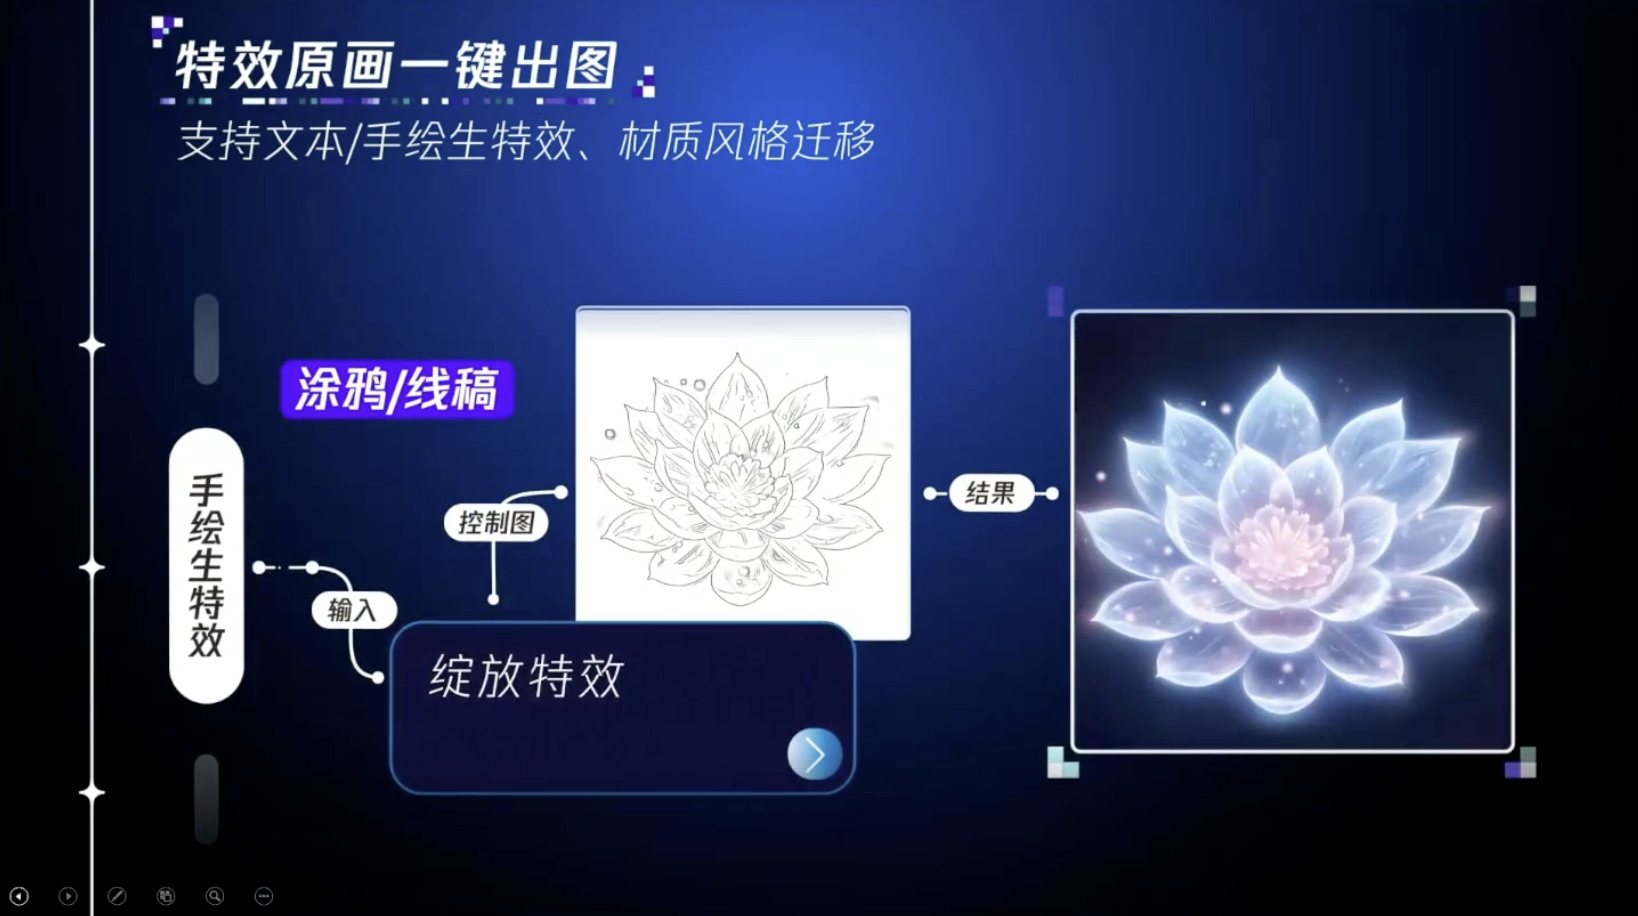 特效原画一键出图
支持文本/手绘生特效、材质风格迁移
涂鸦/线稿
手绘生特效
输入
控制图
绽放特效
结果